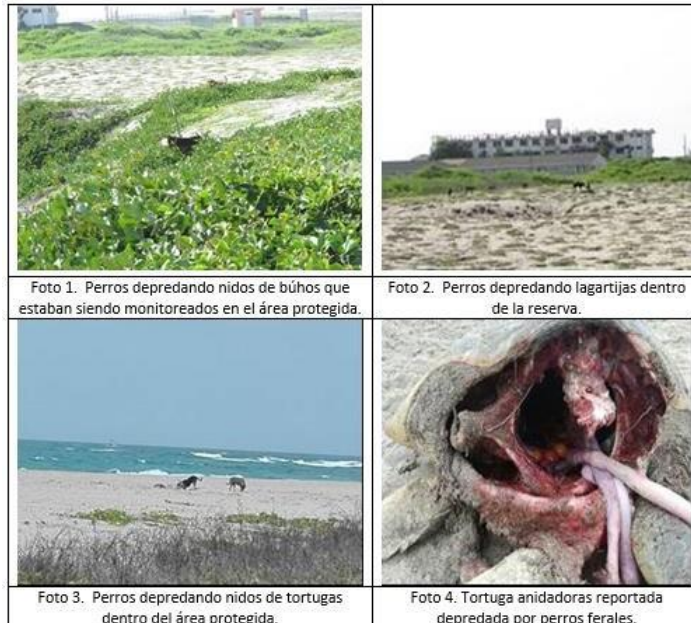 Foto 1. Perros depredando nidos de búhos que
estaban siendo monitoreados en el área protegida.
Foto 2. Perros depredando lagartijas dentro
de la reserva.
Foto 3. Perros depredando nidos de tortugas
dentro del área protegida.
Foto 4. Tortuga anidadoras reportada
depredada por perros ferales.